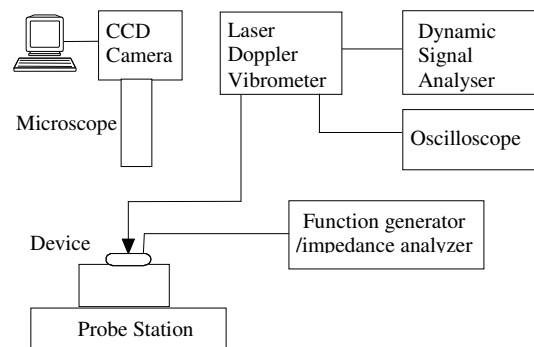 CCD
Camera
Laser
Doppler
Vibrometer
Dynamic
Signal
Analyser
Microscope
Oscilloscope
Device
Function generator
/impedance analyzer
Probe Station